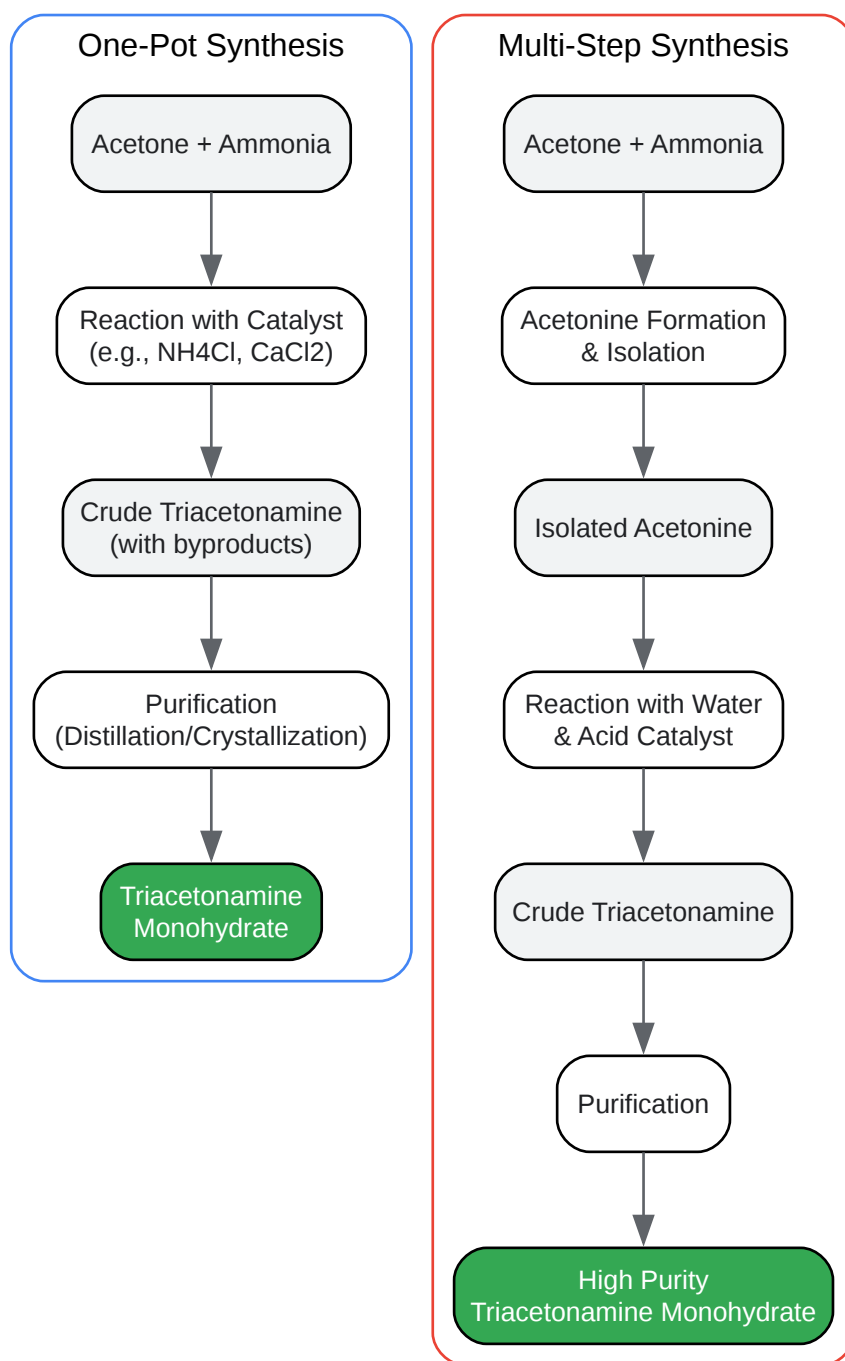 One-Pot Synthesis
Acetone + Ammonia
Reaction with Catalyst
(e.g., NH4Cl, CaCl2)
Crude Triacetonamine
(with byproducts)
Purification
(Distillation/Crystallization)
Triacetonamine
Monohydrate
Multi-Step Synthesis
Acetone + Ammonia
Acetonine Formation
& Isolation
Isolated Acetonine
Reaction with Water
& Acid Catalyst
Crude Triacetonamine
Purification
High Purity
Triacetonamine Monohydrate